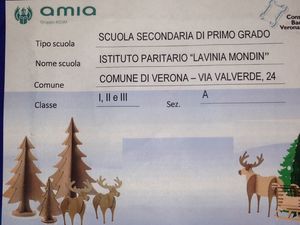 amia
Gruppo AGSM
Tipo scuola SCUOLA SECONDARIA DI PRIMO GRADO
Nome scuola ISTITUTO PARITARIO "LAVINIA MONDIN"
Comune COMUNE DI VERONA – VIA VALVERDE, 24
Classe I, II e III Sez. A